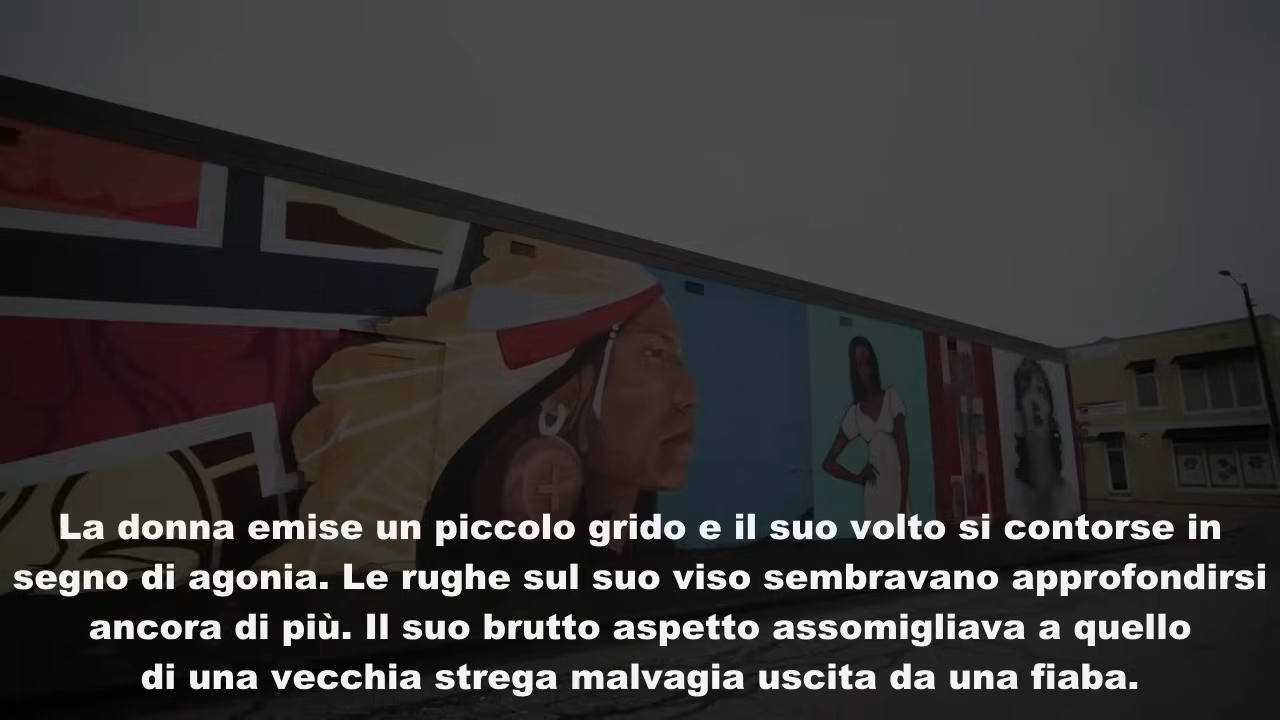 La donna emise un piccolo grido e il suo volto si contorse in
segno di agonia. Le rughe sul suo viso sembravano approfondirsi
ancora di più. Il suo brutto aspetto assomigliava a quello
di una vecchia strega malvagia uscita da una fiaba.